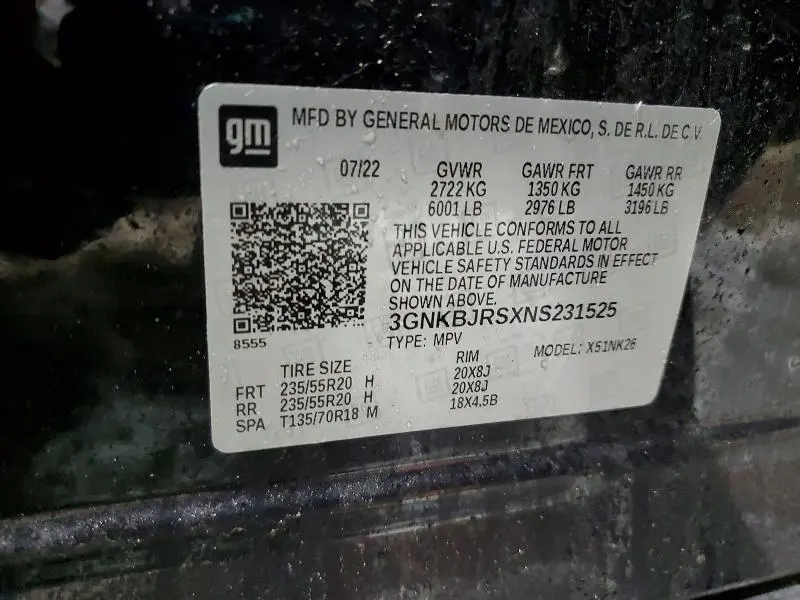 gm
MFD BY GENERAL MOTORS DE MEXICO, S. DE R.L. DE C.V.
07/22 GVWR GAWR FRT GAWR RR
2722 KG 1350 KG 1450 KG
6001 LB 2976 LB 3196 LB
THIS VEHICLE CONFORMS TO ALL
APPLICABLE U.S. FEDERAL MOTOR
VEHICLE SAFETY STANDARDS IN EFFECT
ON THE DATE OF MANUFACTURE
SHOWN ABOVE.
3GNKBJRSXNS231525
8555
TYPE: MPV MODEL: X51NK26
TIRE SIZE RIM
FRT 235/55R20 H 20X8J
RR 235/55R20 H 20X8J
SPA T135/70R18 M 18X4.5B